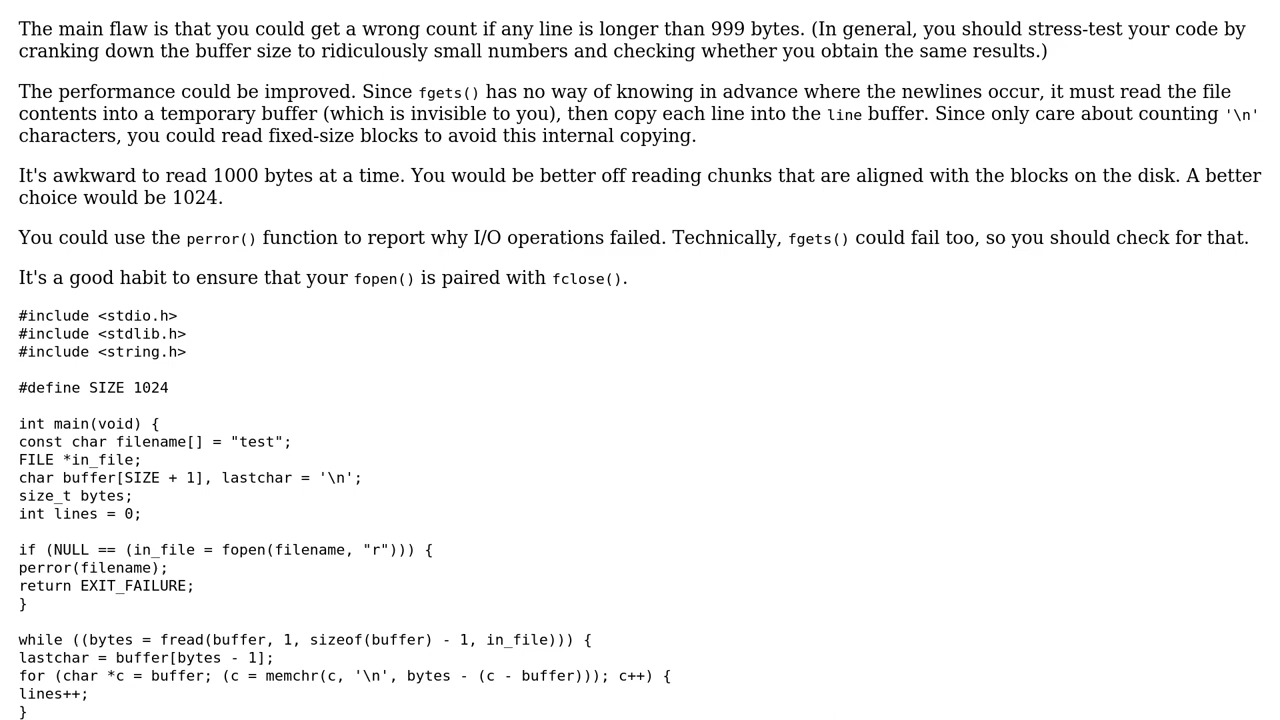 The main flaw is that you could get a wrong count if any line is longer than 999 bytes. (In general, you should stress-test your code by
cranking down the buffer size to ridiculously small numbers and checking whether you obtain the same results.)
The performance could be improved. Since fgets() has no way of knowing in advance where the newlines occur, it must read the file
contents into a temporary buffer (which is invisible to you), then copy each line into the line buffer. Since only care about counting '\n'
characters, you could read fixed-size blocks to avoid this internal copying.
It's awkward to read 1000 bytes at a time. You would be better off reading chunks that are aligned with the blocks on the disk. A better
choice would be 1024.
You could use the perror() function to report why I/O operations failed. Technically, fgets() could fail too, so you should check for that.
It's a good habit to ensure that your fopen() is paired with fclose().
#include <stdio.h>
#include <stdlib.h>
#include <string.h>
#define SIZE 1024
int main(void) {
const char filename[] = "test";
FILE *in_file;
char buffer[SIZE + 1], lastchar = '\n';
size_t bytes;
int lines = 0;
if (NULL == (in_file = fopen(filename, "r"))) {
perror(filename);
return EXIT_FAILURE;
}
while ((bytes = fread(buffer, 1, sizeof(buffer) - 1, in_file))) {
lastchar = buffer[bytes - 1];
for (char *c = buffer; (c = memchr(c, '\n', bytes - (c - buffer))); c++) {
lines++;
}